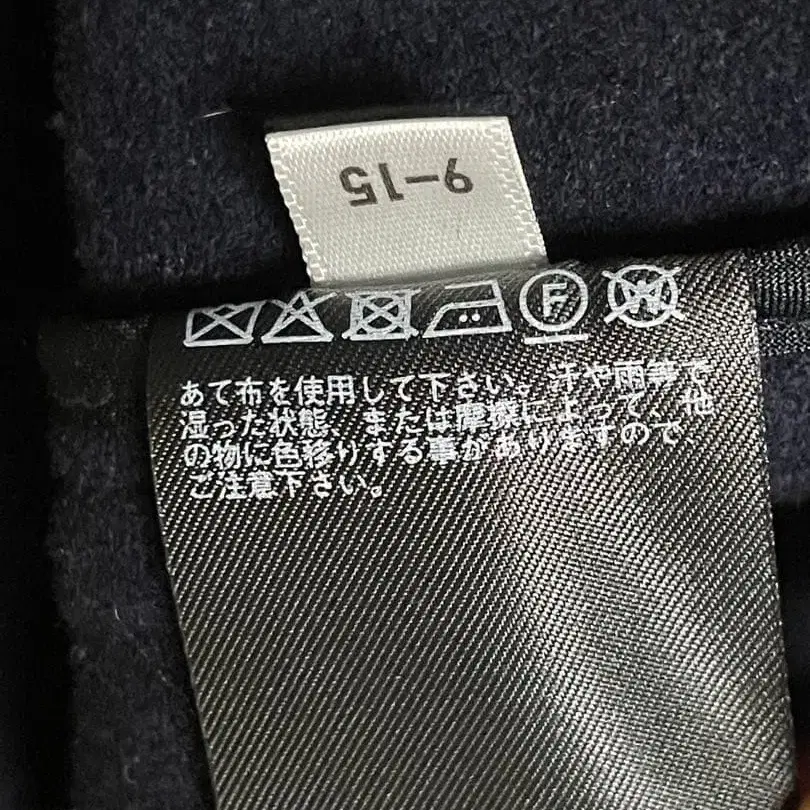 9-15
F
W
あて布を使用して下さい。汗や雨等で
湿った状態、または摩擦によって、他
の物に色移りする事がありますので、
ご注意下さい。